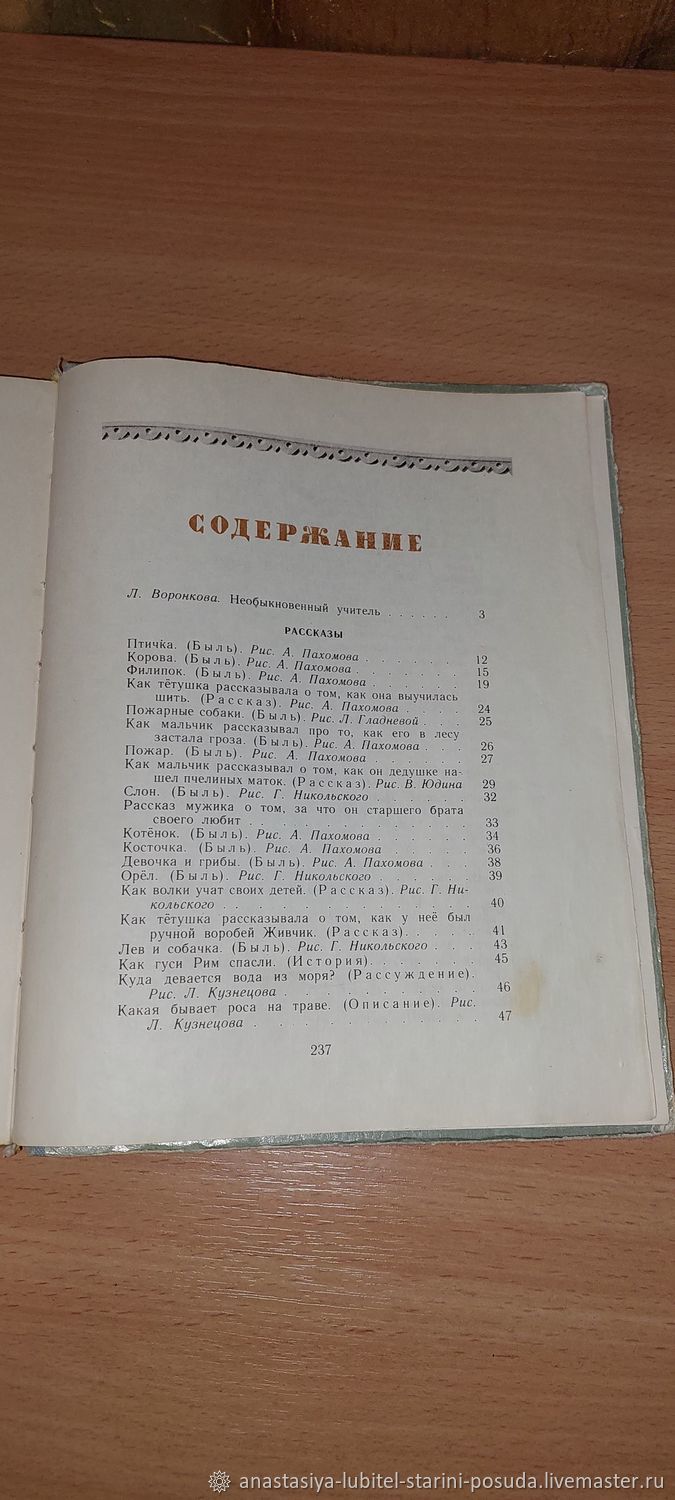 СОДЕРЖАНИЕ
Л. Воронкова. Необыкновенный учитель . . . . . . 3
РАССКАЗЫ
Птичка. (Быль). Рис. А. Пахомова . . . . . . . 12
Корова. (Быль). Рис. А. Пахомова . . . . . . . 15
Филипок. (Быль). Рис. А. Пахомова . . . . . . 19
Как тётушка рассказывала о том, как она выучилась
шить. (Рассказ). Рис. А. Пахомова . . . . 24
Пожарные собаки. (Быль). Рис. Л. Гладневой . . . 25
Как мальчик рассказывал про то, как его в лесу
застала гроза. (Быль). Рис. А. Пахомова . . . 26
Пожар. (Быль). Рис. А. Пахомова . . . . . . 27
Как мальчик рассказывал о том, как он дедушке на-
шел пчелиных маток. (Рассказ). Рис. В. Юдина 29
Слон. (Быль). Рис. Г. Никольского . . . . . . 32
Рассказ мужика о том, за что он старшего брата
своего любит . . . . . . . . . . . . 33
Котёнок. (Быль). Рис. А. Пахомова . . . . . . 34
Косточка. (Быль). Рис. А. Пахомова . . . . . 36
Девочка и грибы. (Быль). Рис. А. Пахомова . . . 38
Орёл. (Быль). Рис. Г. Никольского . . . . . . 39
Как волки учат своих детей. (Рассказ). Рис. Г. Ни-
кольского . . . . . . . . . . . . . 40
Как тётушка рассказывала о том, как у неё был
ручной воробей Живчик. (Рассказ) . . . . 41
Лев и собачка. (Быль). Рис. Г. Никольского . . . 43
Как гуси Рим спасли. (История) . . . . . . . 45
Куда девается вода из моря? (Рассуждение).
Рис. Л. Кузнецова . . . . . . . . . . 46
Какая бывает роса на траве. (Описание). Рис.
Л. Кузнецова . . . . . . . . . . . . 47
237
anastasiya-lubitel-starini-posuda.livemaster.ru